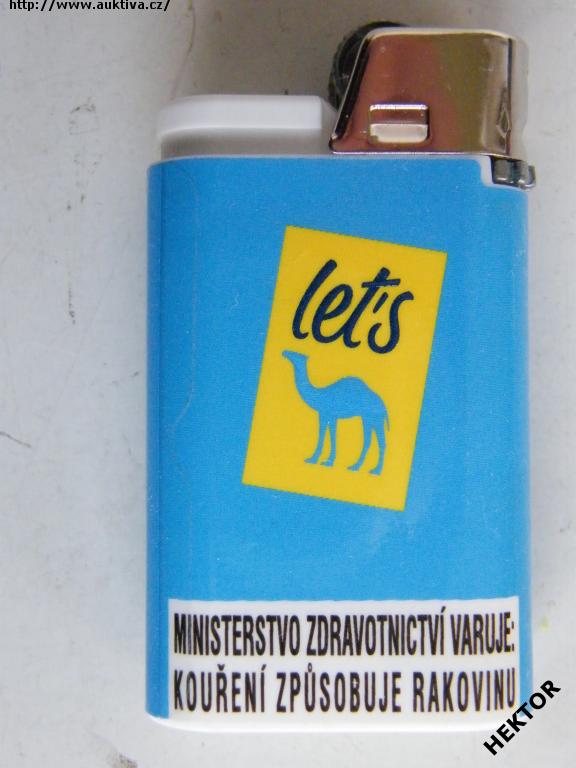 http://www.auktiva.cz/
let's
MINISTERSTVO ZDRAVOTNICTVÍ VARUJE:
KOUŘENÍ ZPŮSOBUJE RAKOVINU
HEKTOR